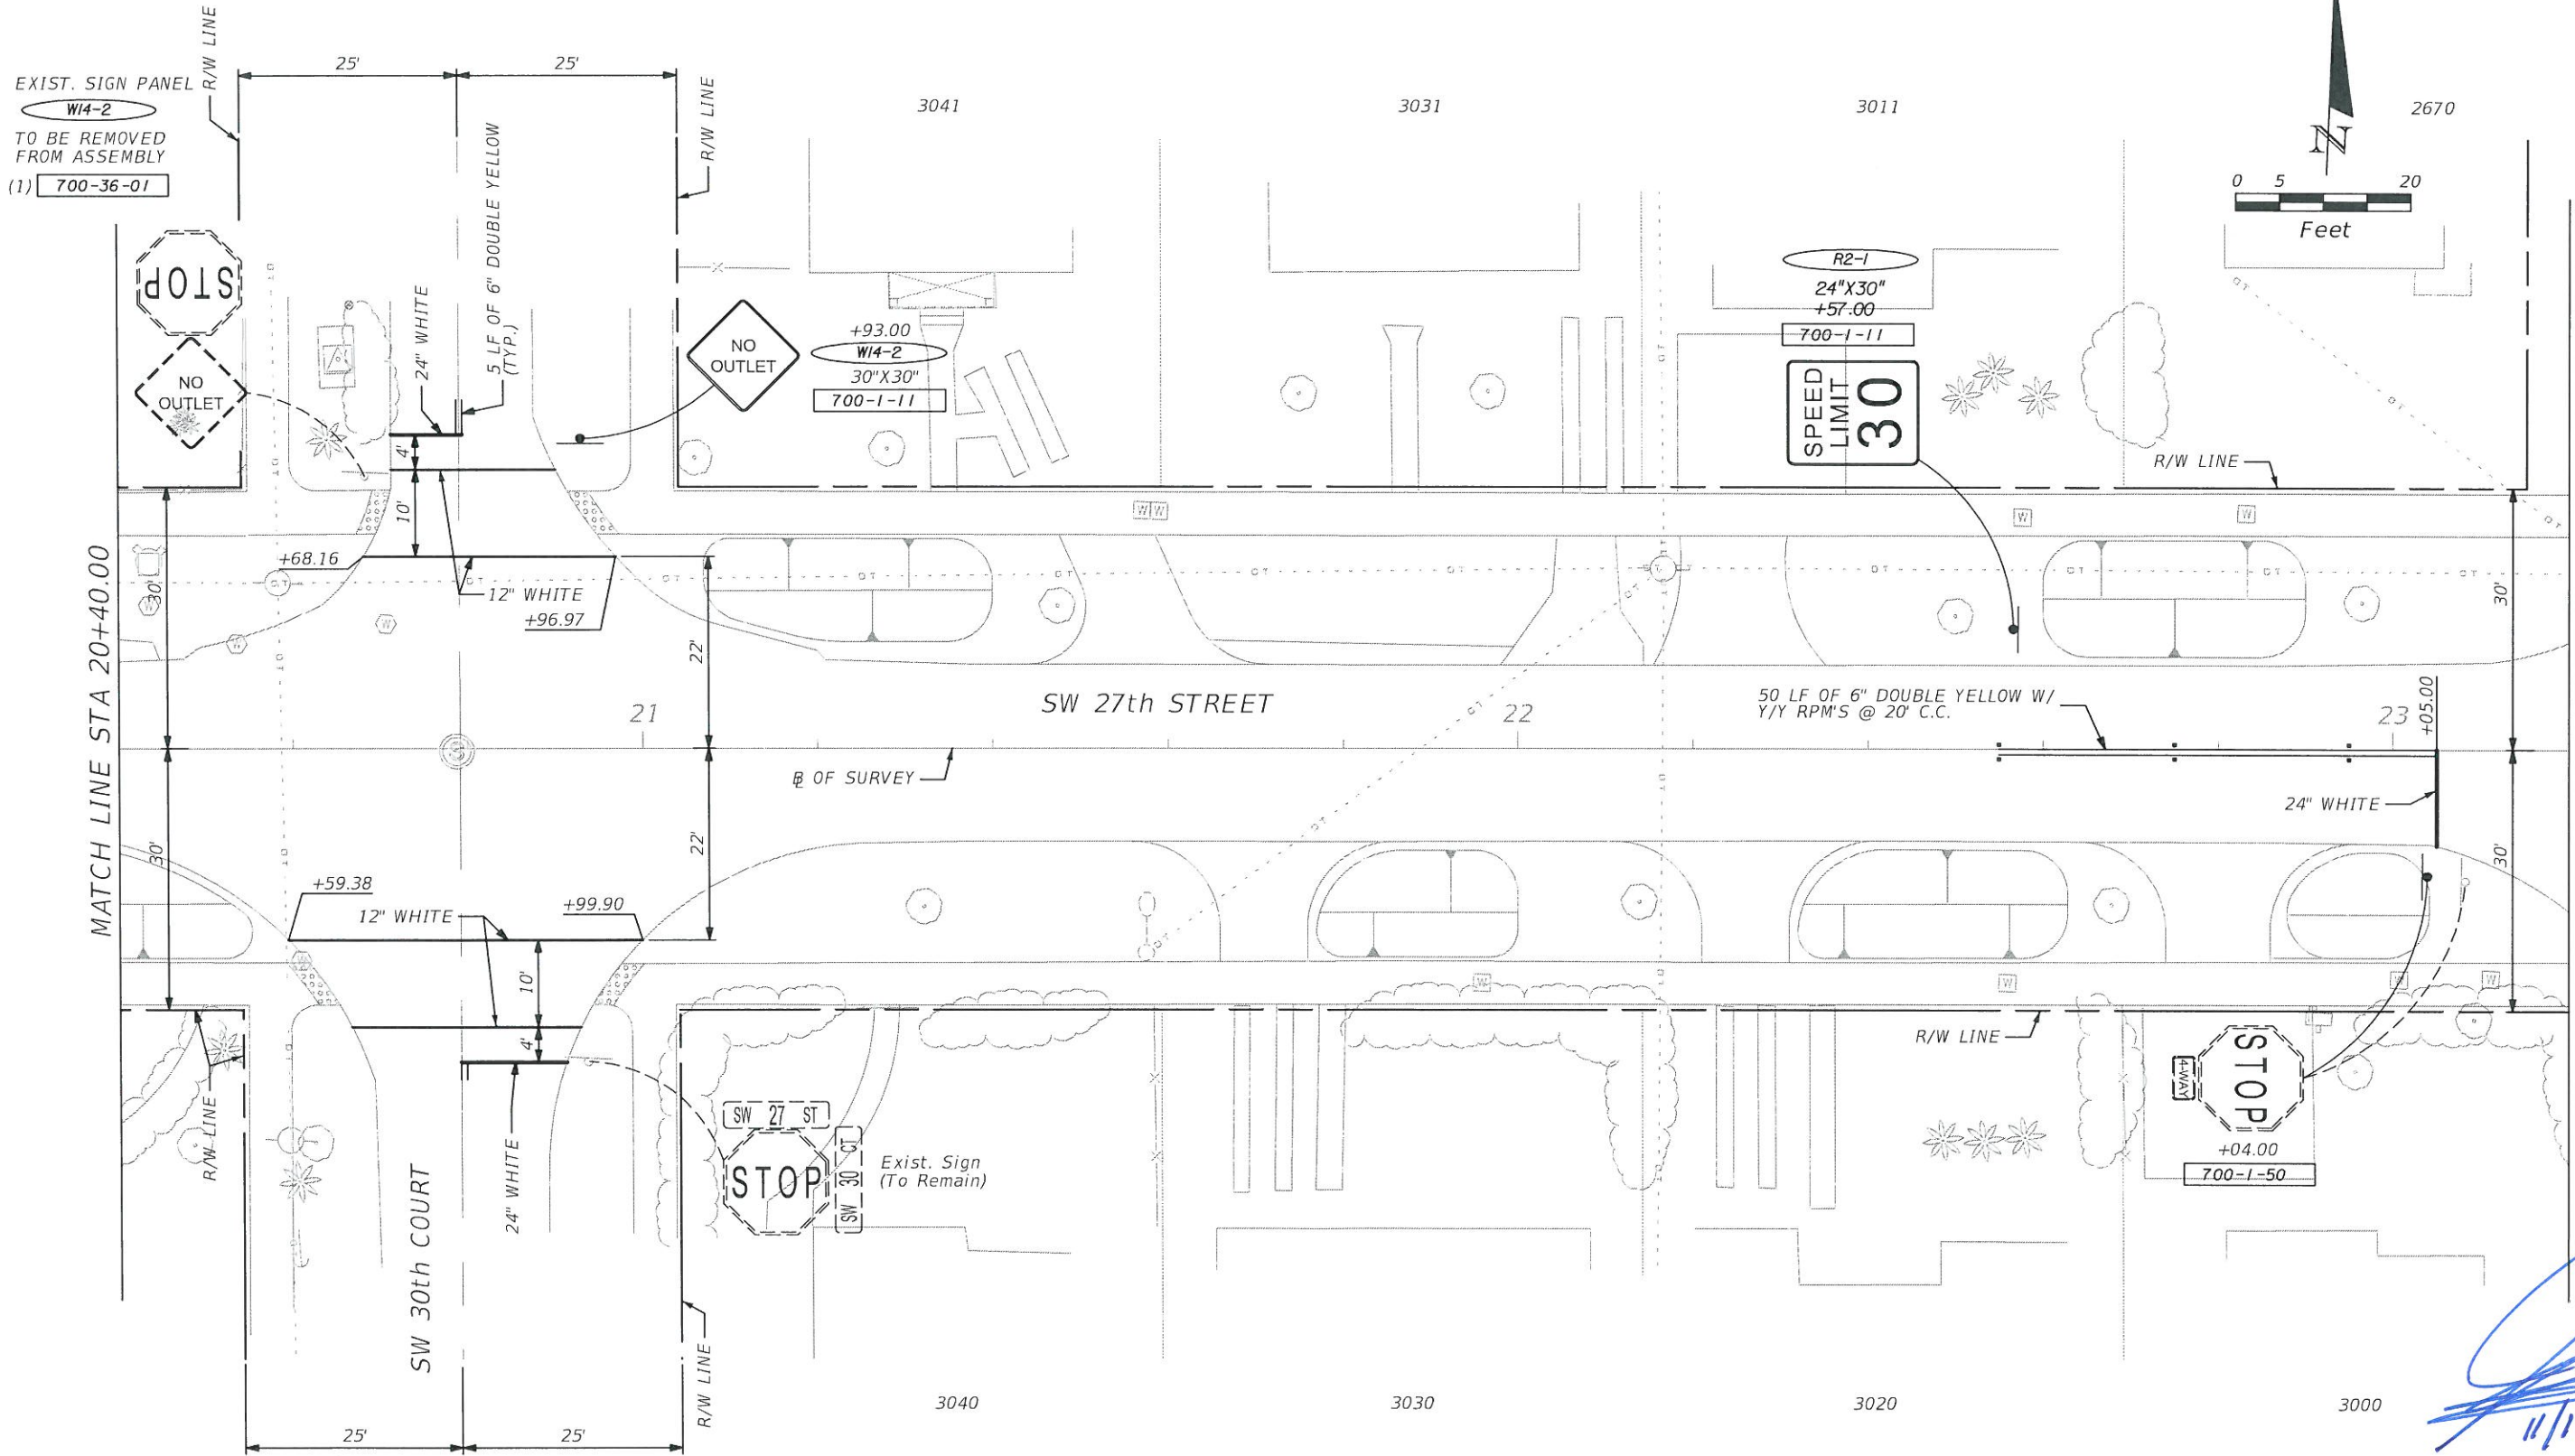 R/W LINE
25'
25'
EXIST. SIGN PANEL
W14-2
TO BE REMOVED
FROM ASSEMBLY
(1) 700-36-01
R/W LINE
3041
3031
3011
2670
N
0 5 20
Feet
STOP
NO
OUTLET
24" WHITE
5 LF OF 6" DOUBLE YELLOW
(TYP.)
NO
OUTLET
+93.00
W14-2
30"X30"
700-1-11
R2-1
24"X30"
+57.00
700-1-11
SPEED
LIMIT
30
R/W LINE
4'
10'
W W
W
W
MATCH LINE STA 20+40.00
30'
+68.16
12" WHITE
+96.97
22'
30'
SW 27th STREET
21
22
23
50 LF OF 6" DOUBLE YELLOW W/
Y/Y RPM'S @ 20' C.C.
+05.00
S
B OF SURVEY
24" WHITE
30'
22'
30'
+59.38
12" WHITE
+99.90
10'
4'
W
W
W
W
R/W LINE
R/W LINE
24" WHITE
SW 30th COURT
SW 27 ST
STOP
SW 30 CT
Exist. Sign
(To Remain)
4-WAY
STOP
+04.00
700-1-50
R/W LINE
3040
3030
3020
3000
25'
25'
11/1